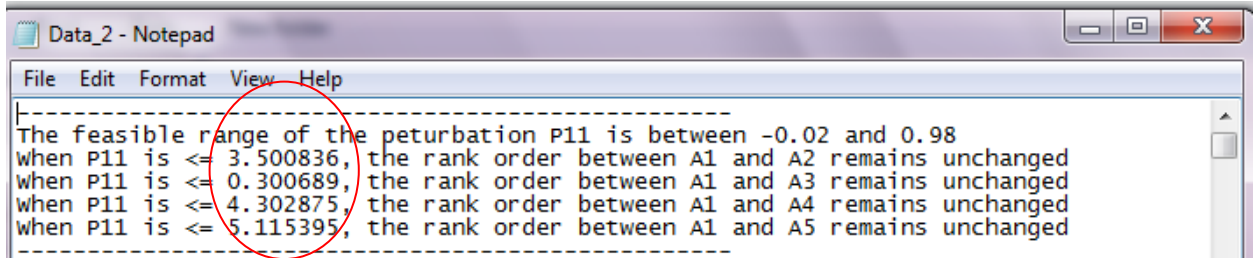 Data_2 - Notepad
File Edit Format View Help
-----------------------------------------------------
The feasible range of the peturbation P11 is between -0.02 and 0.98
When P11 is <= 3.500836, the rank order between A1 and A2 remains unchanged
When P11 is <= 0.300689, the rank order between A1 and A3 remains unchanged
When P11 is <= 4.302875, the rank order between A1 and A4 remains unchanged
When P11 is <= 5.115395, the rank order between A1 and A5 remains unchanged
-----------------------------------------------------